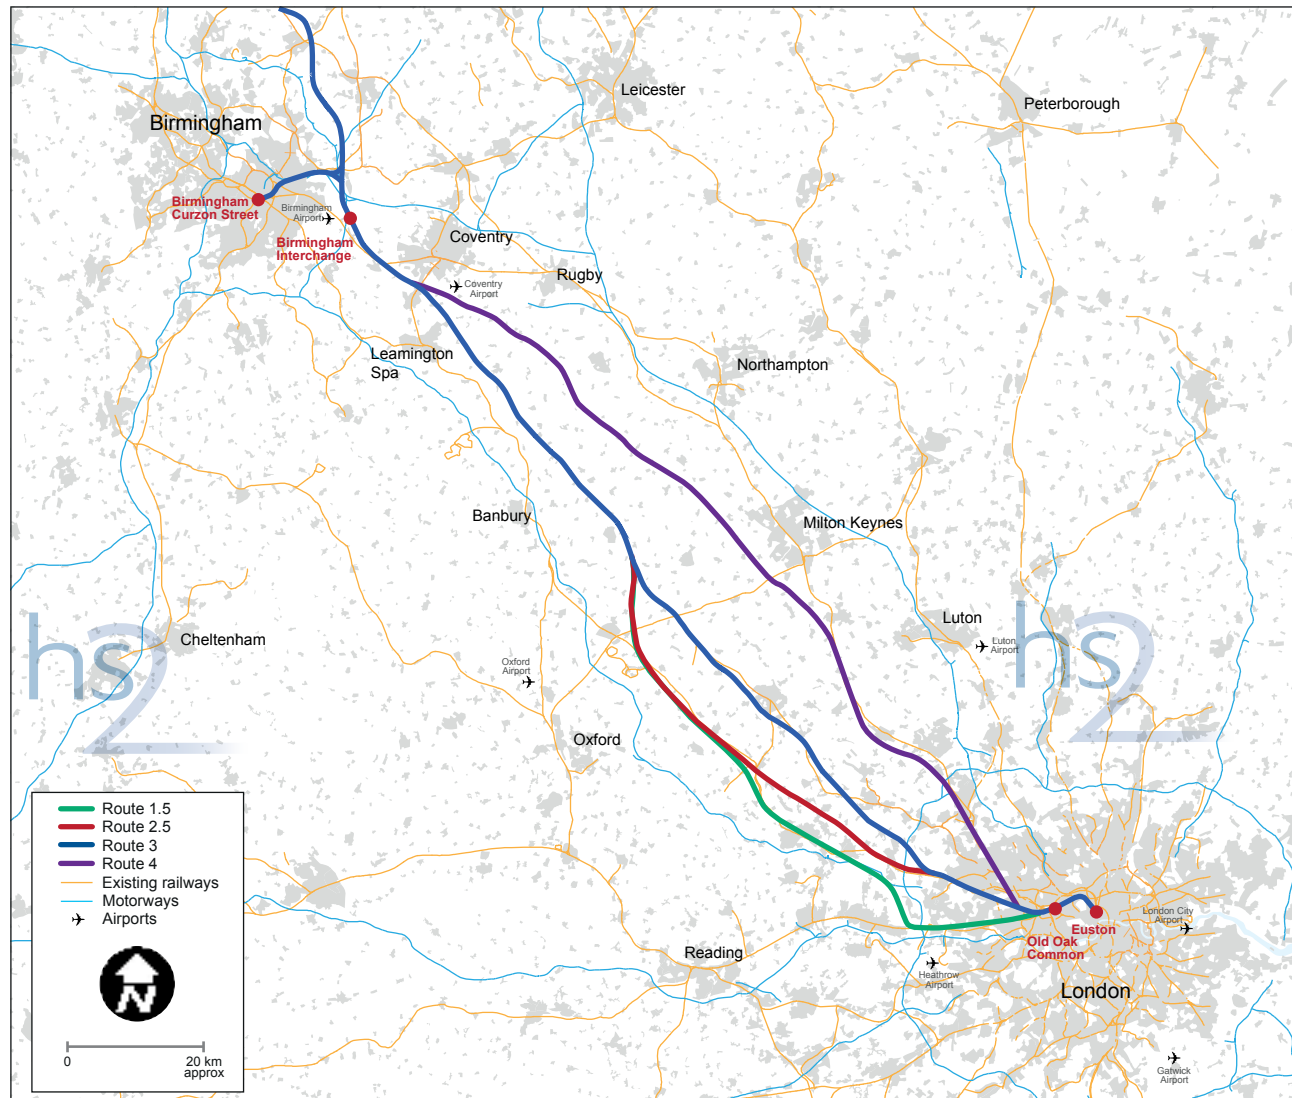 Leicester
Peterborough
Birmingham
Birmingham
Curzon Street
Birmingham
Airport
Birmingham
Interchange
Coventry
Coventry
Airport
Rugby
Leamington
Spa
Northampton
Banbury
Milton Keynes
hs2
Cheltenham
Luton
Luton
Airport
hs2
Oxford
Airport
Oxford
Route 1.5
Route 2.5
Route 3
Route 4
Existing railways
Motorways
Airports
N
0
20 km
approx
Reading
Heathrow
Airport
Old Oak
Common
Euston
London City
Airport
London
Gatwick
Airport